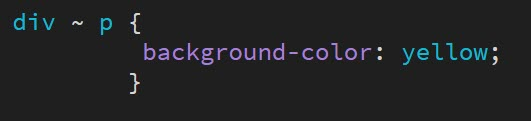 div ~ p {
background-color: yellow;
}